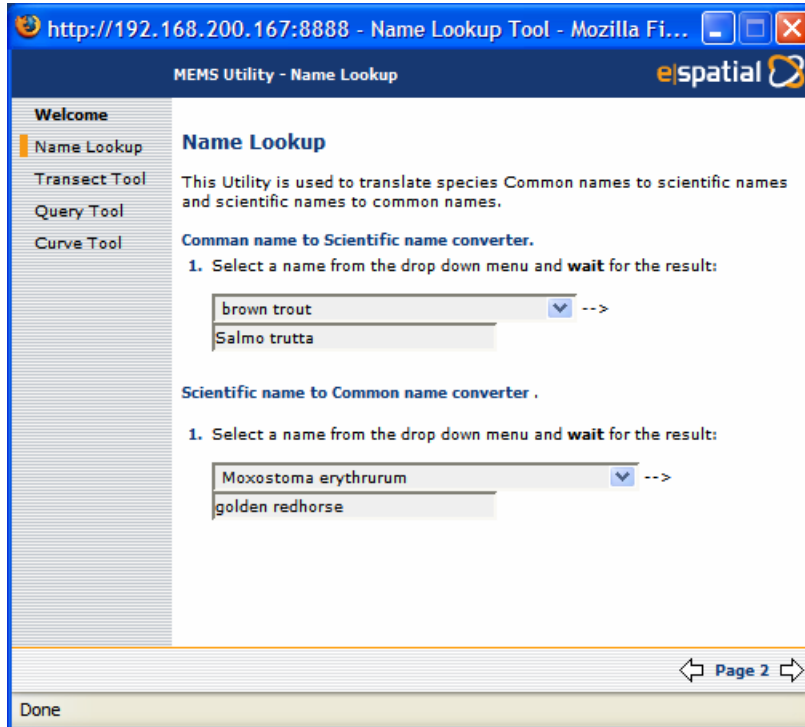 http://192.168.200.167:8888 - Name Lookup Tool - Mozilla Fi...
MEMS Utility - Name Lookup
e|spatial
Welcome
Name Lookup
Transect Tool
Query Tool
Curve Tool
Name Lookup
This Utility is used to translate species Common names to scientific names
and scientific names to common names.
Comman name to Scientific name converter.
1. Select a name from the drop down menu and wait for the result:
brown trout -->
Salmo trutta
Scientific name to Common name converter .
1. Select a name from the drop down menu and wait for the result:
Moxostoma erythrurum -->
golden redhorse
Page 2
Done